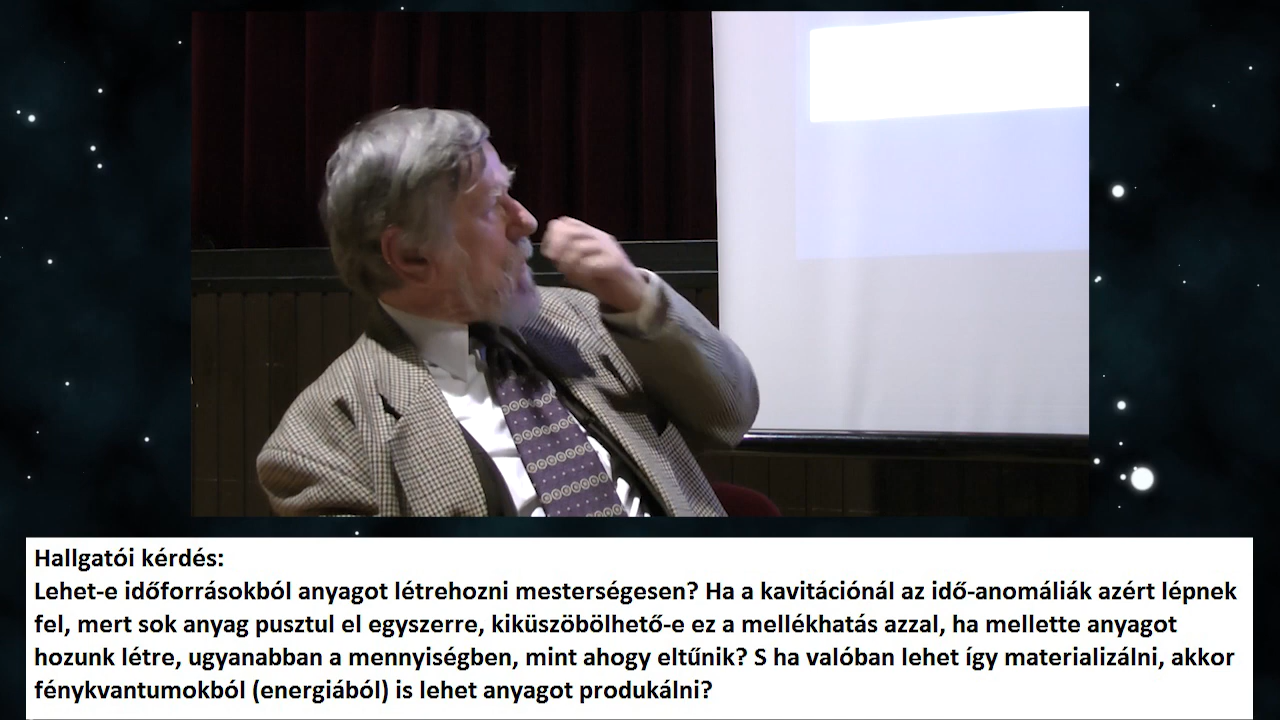 Hallgatói kérdés:
Lehet-e időforrásokból anyagot létrehozni mesterségesen? Ha a kavitációnál az idő-anomáliák azért lépnek
fel, mert sok anyag pusztul el egyszerre, kiküszöbölhető-e ez a mellékhatás azzal, ha mellette anyagot
hozunk létre, ugyanabban a mennyiségben, mint ahogy eltűnik? S ha valóban lehet így materializálni, akkor
fénykvantumokból (energiából) is lehet anyagot produkálni?